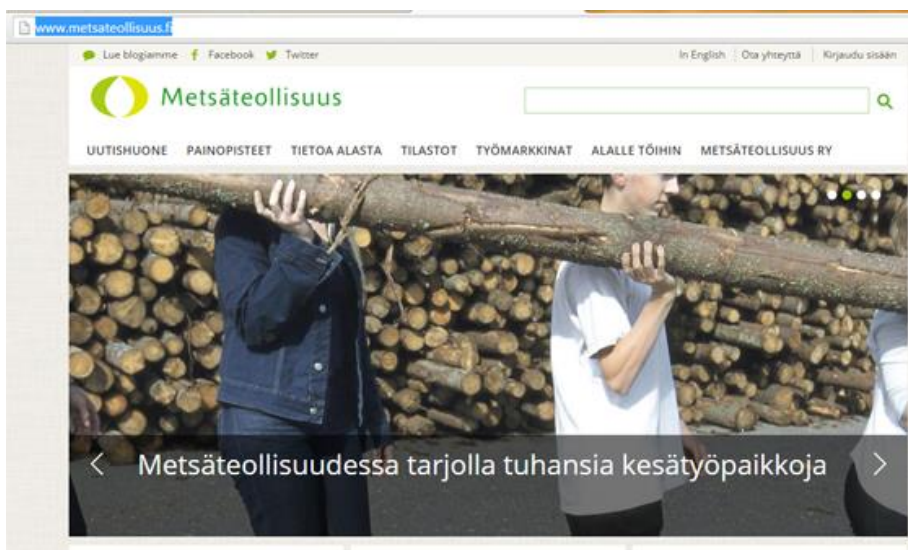 www.metsateollisuus.fi
Lue blogiamme Facebook Twitter In English Ota yhteyttä Kirjaudu sisään
Metsäteollisuus
UUTISHUONE PAINOPISTEET TIETOA ALASTA TILASTOT TYÖMARKKINAT ALALLE TÖIHIN METSÄTEOLLISUUS RY
Metsäteollisuudessa tarjolla tuhansia kesätyöpaikkoja